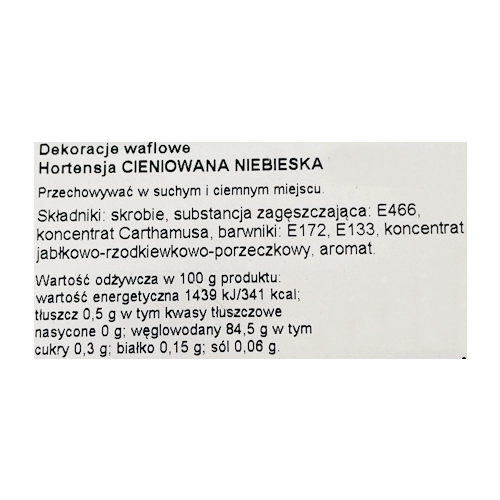 Dekoracje waflowe
Hortensja CIENIOWANA NIEBIESKA
Przechowywać w suchym i ciemnym miejscu.
Składniki: skrobie, substancja zagęszczająca: E466,
koncentrat Carthamusa, barwniki: E172, E133, koncentrat
jabłkowo-rzodkiewkowo-porzeczkowy, aromat.
Wartość odżywcza w 100 g produktu:
wartość energetyczna 1439 kJ/341 kcal;
tłuszcz 0,5 g w tym kwasy tłuszczowe
nasycone 0 g; węglowodany 84,5 g w tym
cukry 0,3 g; białko 0,15 g; sól 0,06 g.